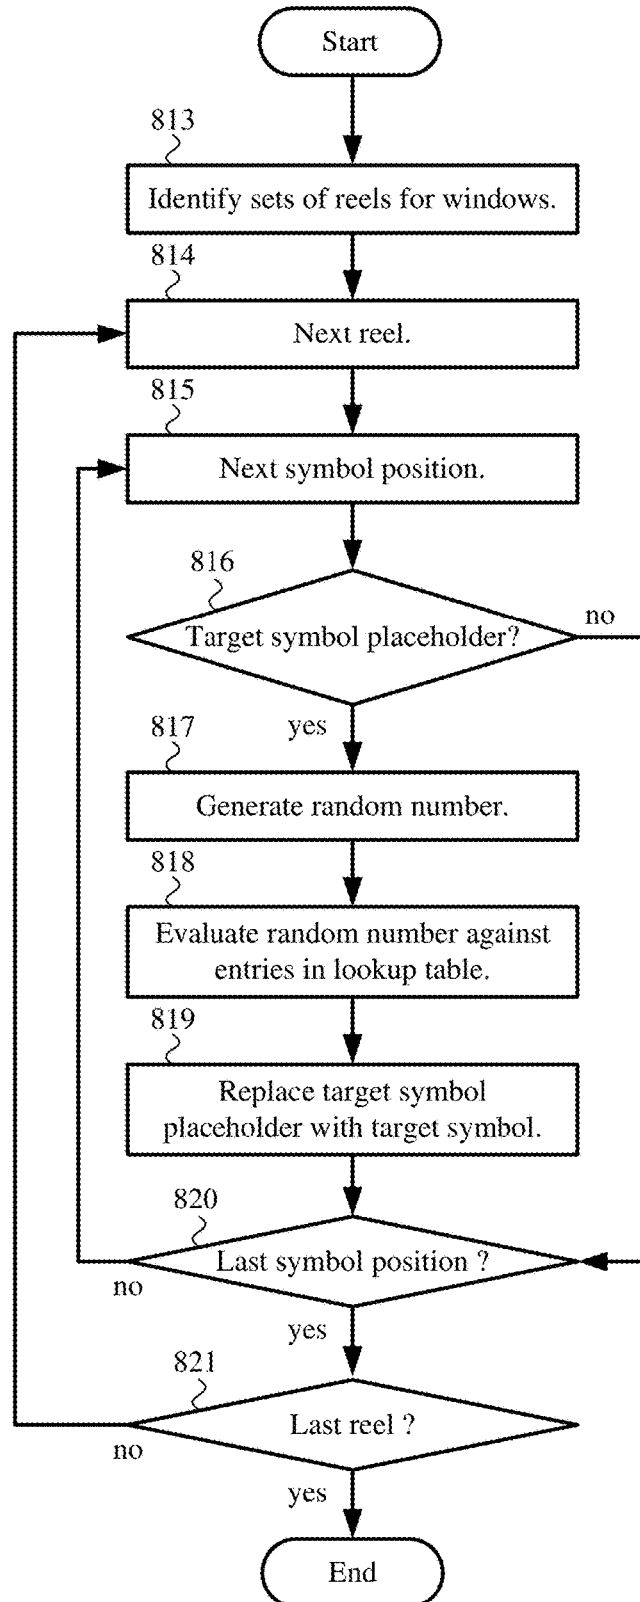 Start
813
Identify sets of reels for windows.
814
Next reel.
815
Next symbol position.
816
Target symbol placeholder?
no
yes
817
Generate random number.
818
Evaluate random number against
entries in lookup table.
819
Replace target symbol
placeholder with target symbol.
820
Last symbol position ?
no
yes
821
Last reel ?
no
yes
End